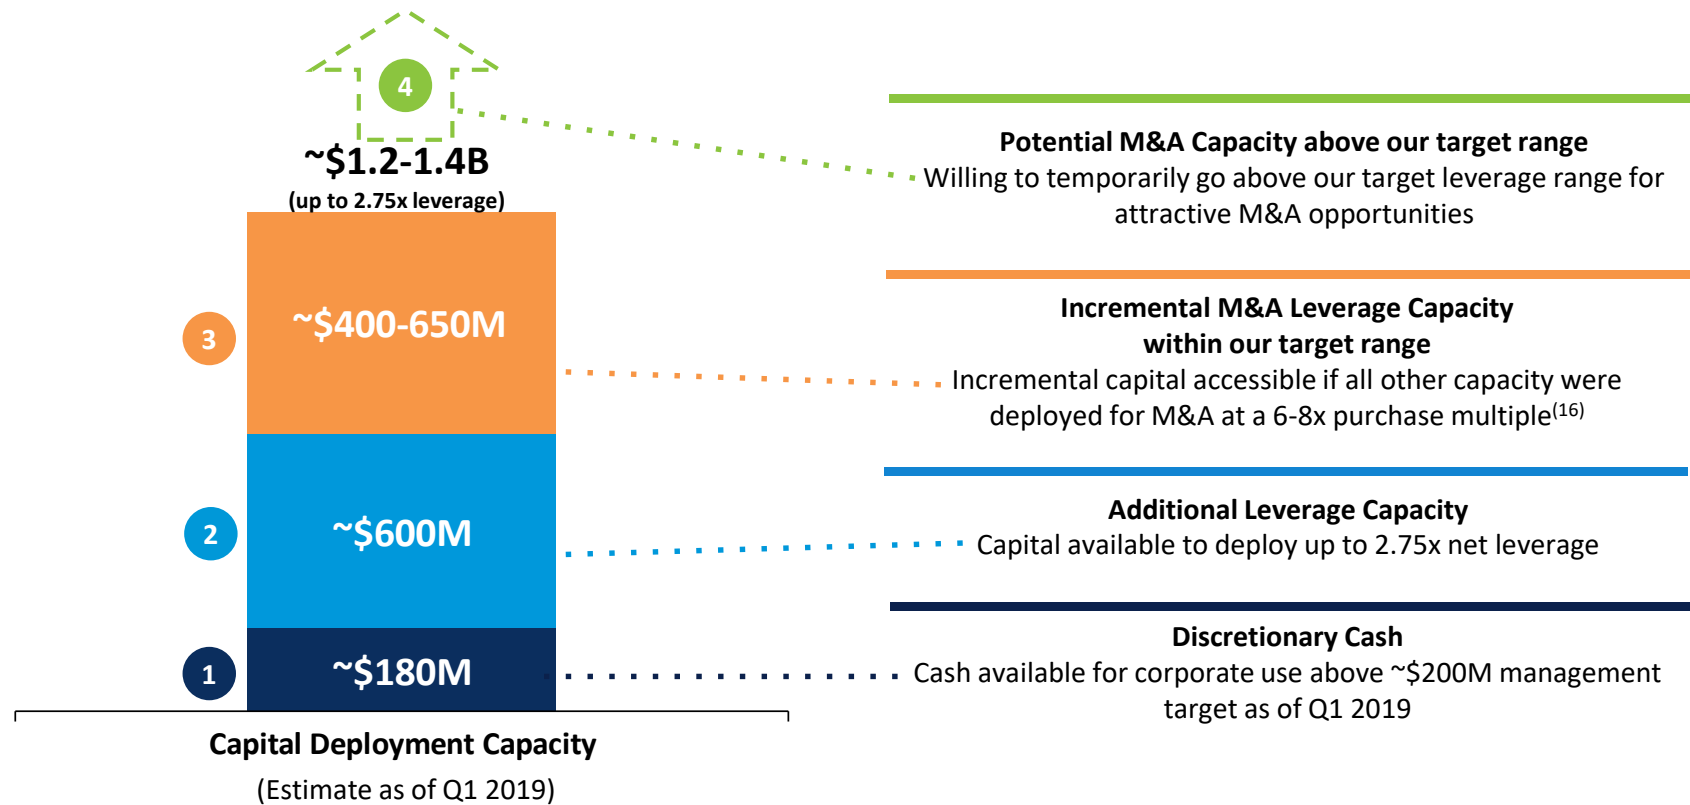 4
~$1.2-1.4B
(up to 2.75x leverage)
3
~$400-650M
2
~$600M
1
~$180M
Capital Deployment Capacity
(Estimate as of Q1 2019)
Potential M&A Capacity above our target range
Willing to temporarily go above our target leverage range for
attractive M&A opportunities
Incremental M&A Leverage Capacity
within our target range
Incremental capital accessible if all other capacity were
deployed for M&A at a 6-8x purchase multiple(16)
Additional Leverage Capacity
Capital available to deploy up to 2.75x net leverage
Discretionary Cash
Cash available for corporate use above ~$200M management
target as of Q1 2019